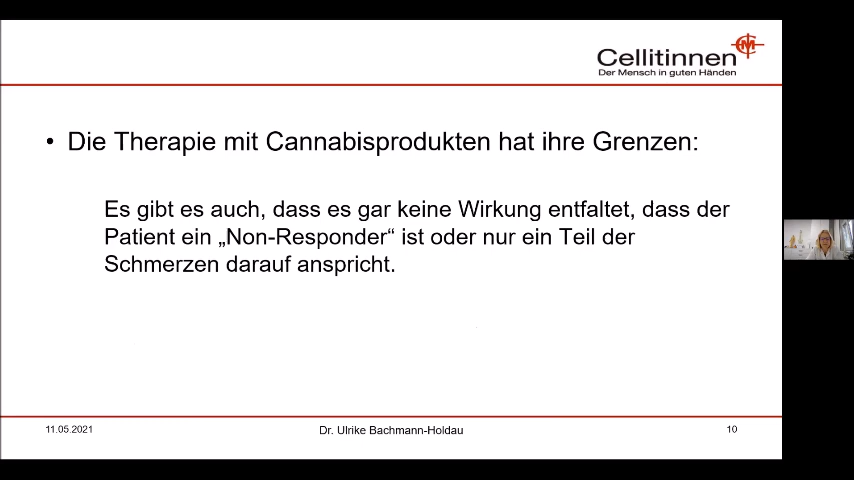 Cellitinnen
Der Mensch in guten Händen
• Die Therapie mit Cannabisprodukten hat ihre Grenzen:
Es gibt es auch, dass es gar keine Wirkung entfaltet, dass der
Patient ein „Non-Responder“ ist oder nur ein Teil der
Schmerzen darauf anspricht.
11.05.2021
Dr. Ulrike Bachmann-Holdau
10